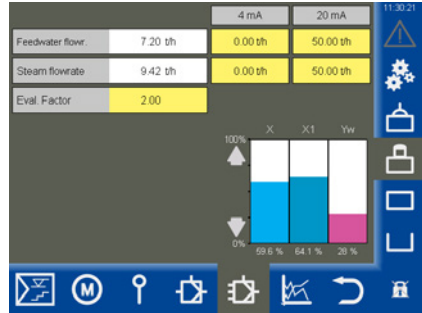 11:30:21
4 mA 20 mA
Feedwater flowr. 7.20 t/h 0.00 t/h 50.00 t/h
Steam flowrate 9.42 t/h 0.00 t/h 50.00 t/h
Eval. Factor 2.00
X X1 Yw
100%
0%
59.6 % 64.1 % 28 %
M